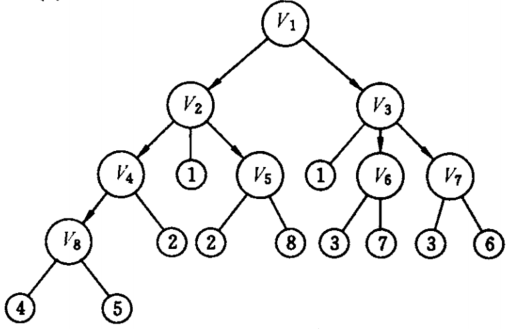 V₁
V₂ V₃
V₄ 1 V₅ 1 V₆ V₇
V₈ 2 2 8 3 7 3 6
4 5